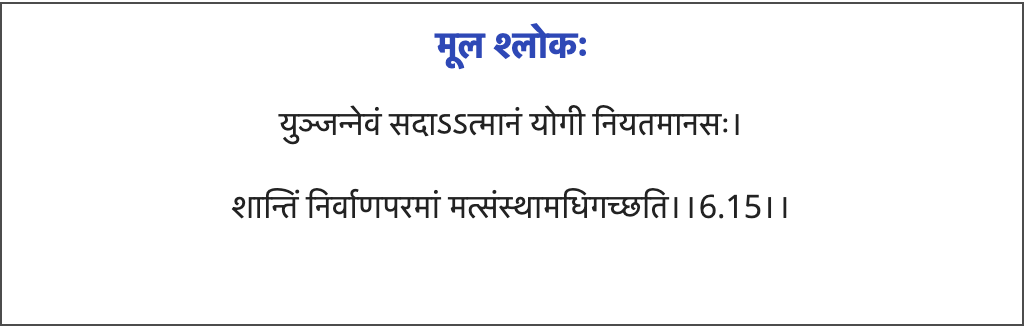 मूल श्लोकः
युञ्जन्नेवं सदाऽऽत्मानं योगी नियतमानसः।
शान्तिं निर्वाणपरमां मत्संस्थामधिगच्छति।।6.15।।